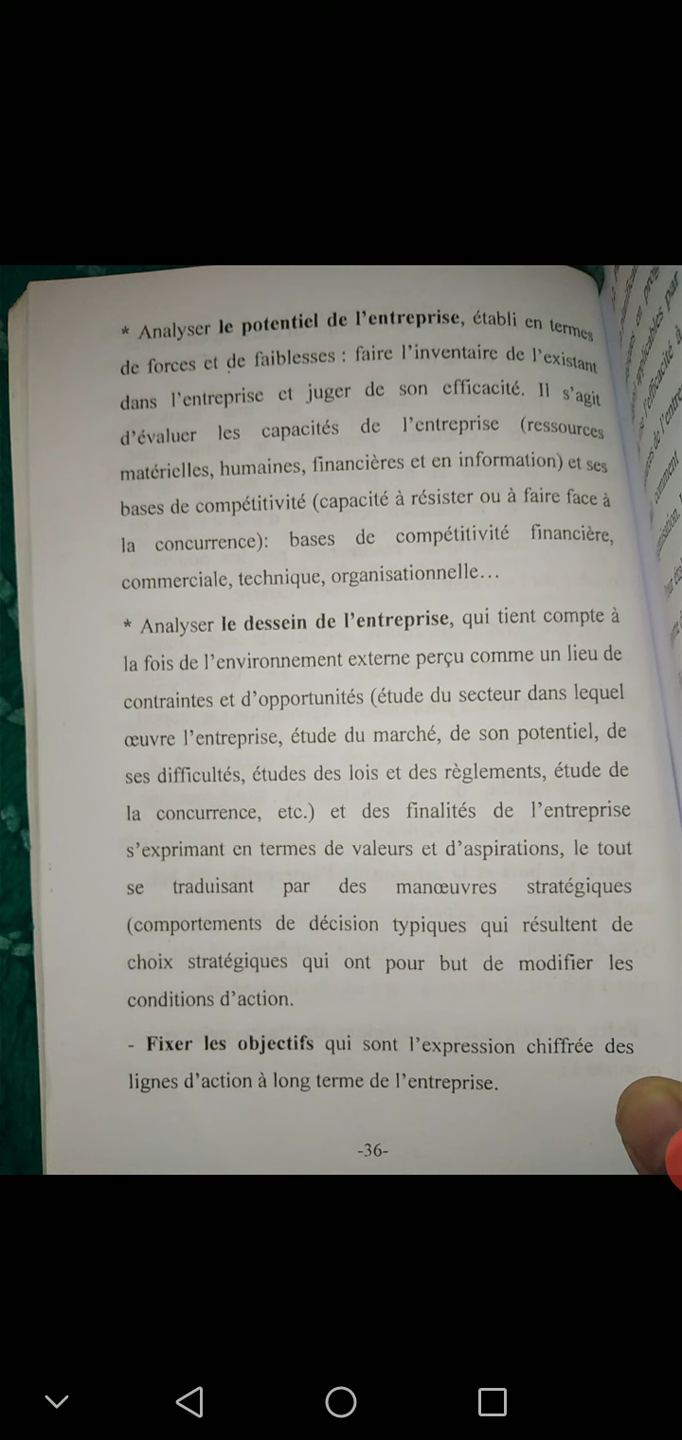 * Analyser le potentiel de l'entreprise, établi en termes
de forces et de faiblesses : faire l'inventaire de l'existant
dans l'entreprise et juger de son efficacité. Il s'agit
d'évaluer les capacités de l'entreprise (ressources
matérielles, humaines, financières et en information) et ses
bases de compétitivité (capacité à résister ou à faire face à
la concurrence): bases de compétitivité financière,
commerciale, technique, organisationnelle…
* Analyser le dessein de l'entreprise, qui tient compte à
la fois de l'environnement externe perçu comme un lieu de
contraintes et d'opportunités (étude du secteur dans lequel
œuvre l'entreprise, étude du marché, de son potentiel, de
ses difficultés, études des lois et des règlements, étude de
la concurrence, etc.) et des finalités de l'entreprise
s'exprimant en termes de valeurs et d'aspirations, le tout
se traduisant par des manœuvres stratégiques
(comportements de décision typiques qui résultent de
choix stratégiques qui ont pour but de modifier les
conditions d'action.
- Fixer les objectifs qui sont l'expression chiffrée des
lignes d'action à long terme de l'entreprise.
-36-
applicables par
l'efficacité
comment